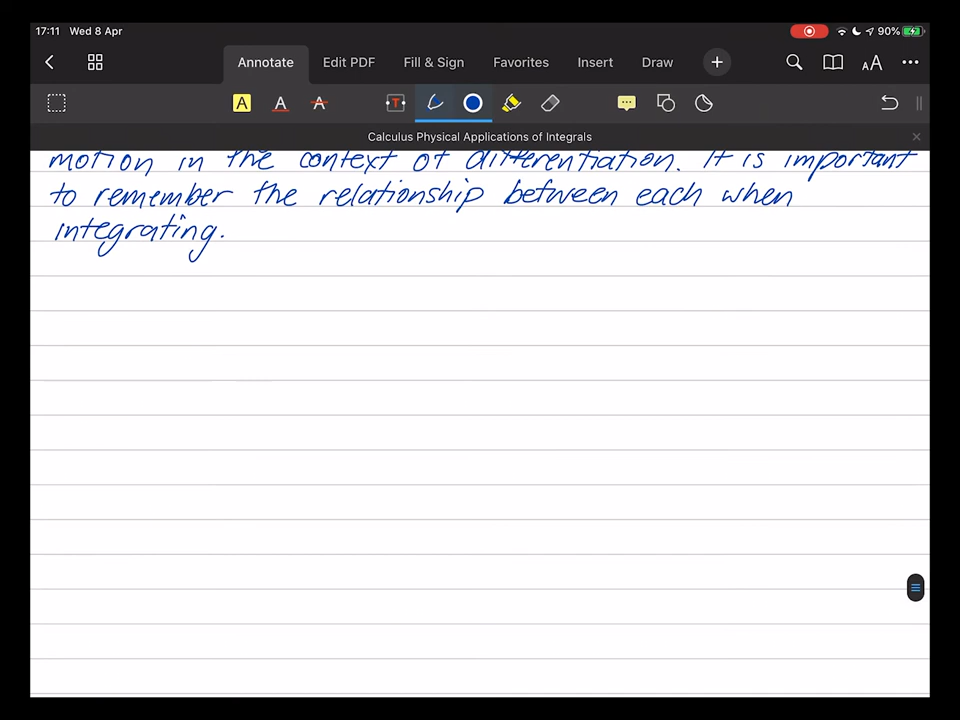 17:11 Wed 8 Apr 90%
Annotate Edit PDF Fill & Sign Favorites Insert Draw
A A T T
Calculus Physical Applications of Integrals
motion in the context of differentiation. It is important
to remember the relationship between each when
integrating.